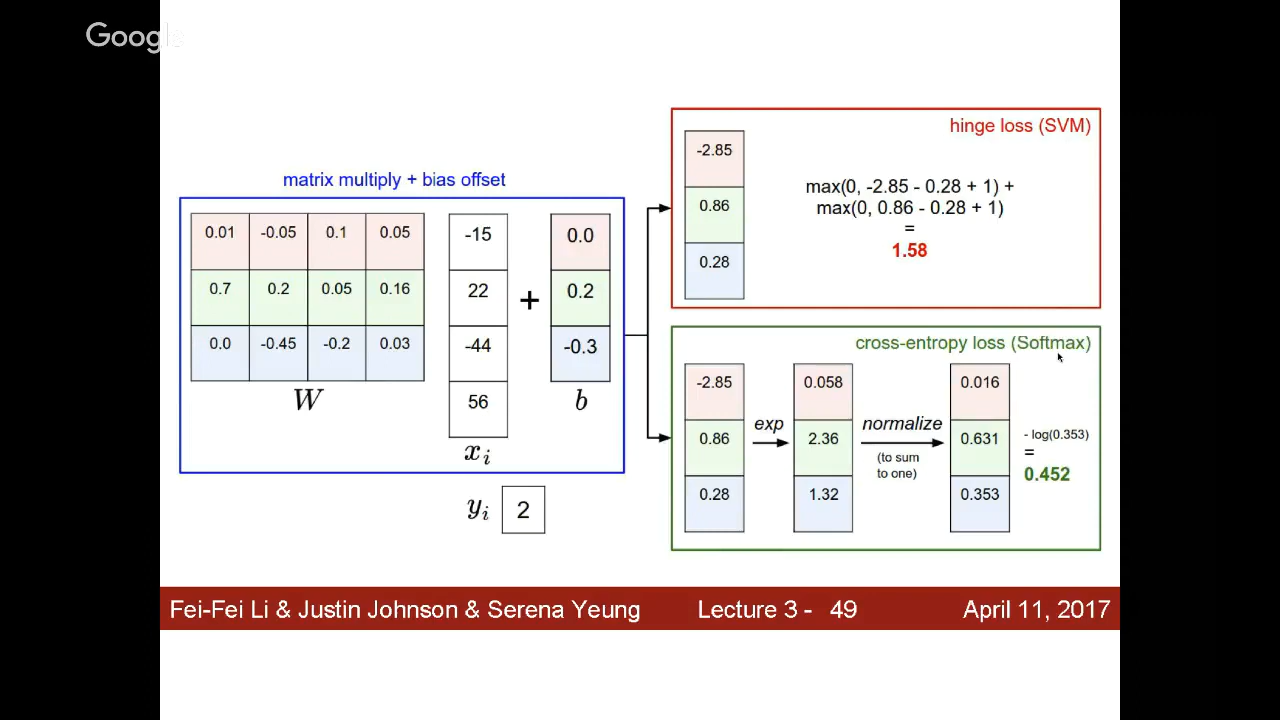 Google
matrix multiply + bias offset
0.01 -0.05 0.1 0.05
0.7 0.2 0.05 0.16
0.0 -0.45 -0.2 0.03
W
-15
22
-44
56
xi
+
0.0
0.2
-0.3
b
yi 2
hinge loss (SVM)
-2.85
0.86
0.28
max(0, -2.85 - 0.28 + 1) +
max(0, 0.86 - 0.28 + 1)
=
1.58
cross-entropy loss (Softmax)
-2.85
0.86
0.28
exp
0.058
2.36
1.32
normalize
(to sum
to one)
0.016
0.631
0.353
- log(0.353)
=
0.452
Fei-Fei Li & Justin Johnson & Serena Yeung Lecture 3 - 49 April 11, 2017